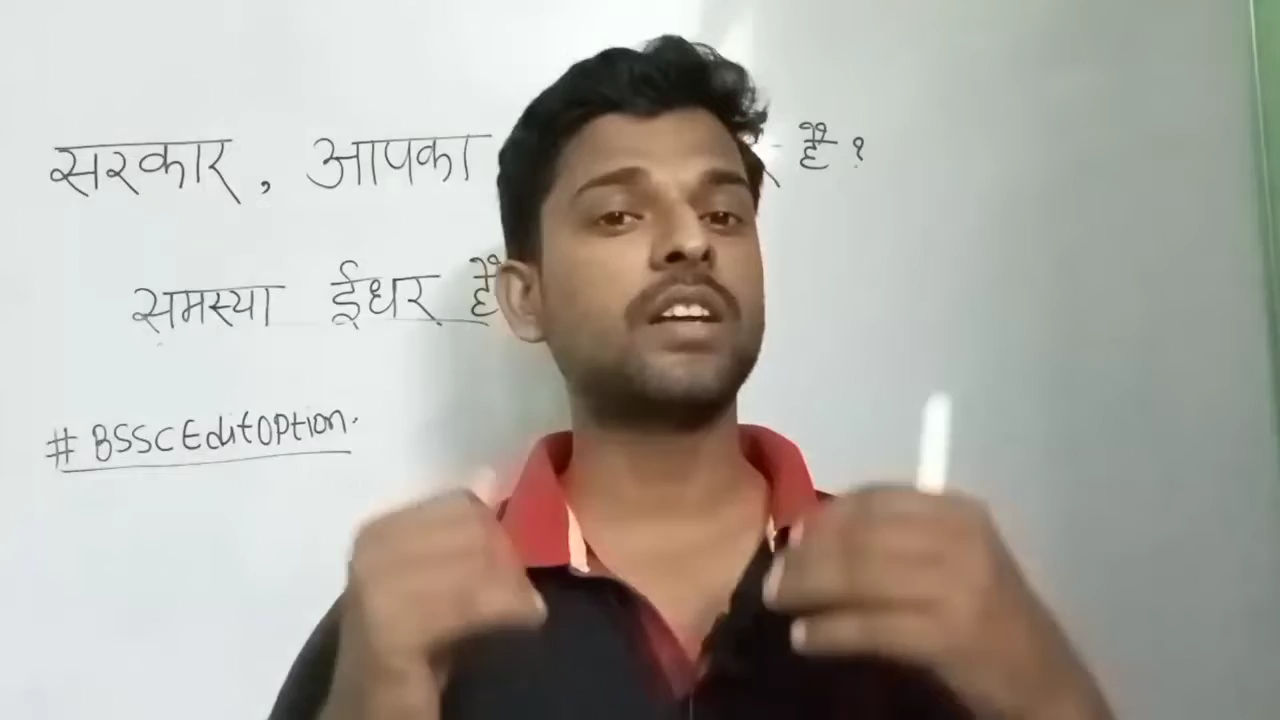 सरकार, आपका है ?
समस्या ईधर है
#BSSCEditOption.